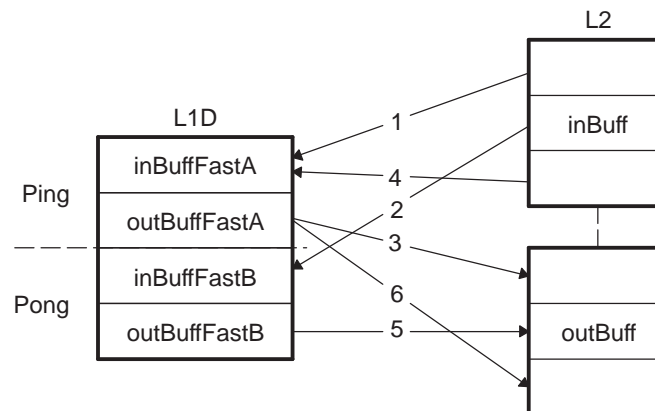 L2
L1D
1
inBuff
inBuffFastA
4
Ping
2
outBuffFastA
3
inBuffFastB
6
Pong
outBuffFastB
5
outBuff